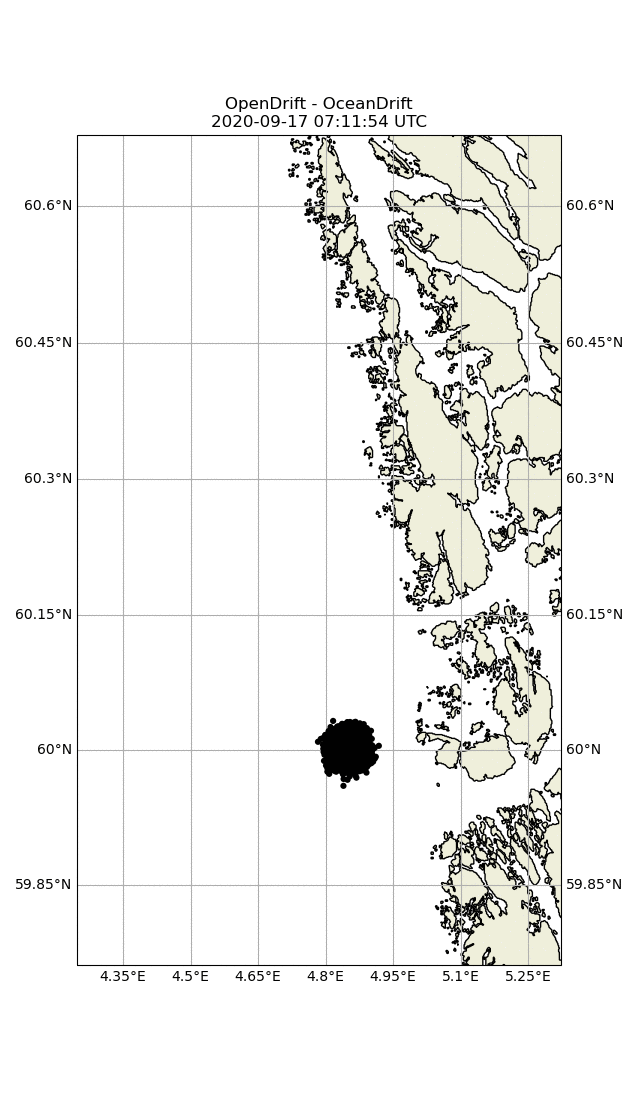 OpenDrift - OceanDrift
2020-09-17 07:11:54 UTC
60.6°N 60.6°N
60.45°N 60.45°N
60.3°N 60.3°N
60.15°N 60.15°N
60°N 60°N
59.85°N 59.85°N
4.35°E 4.5°E 4.65°E 4.8°E 4.95°E 5.1°E 5.25°E